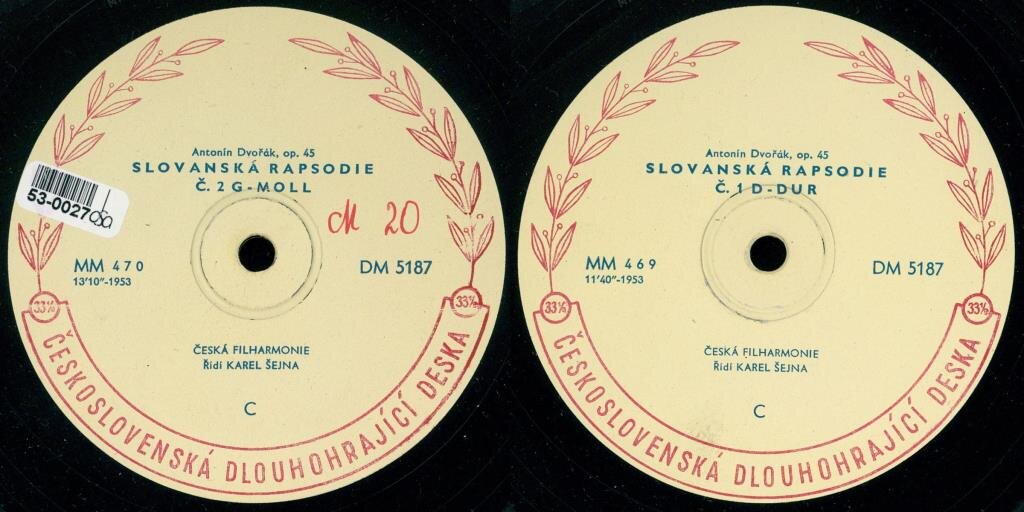 Antonín Dvořák, op. 45
SLOVANSKÁ RAPSODIE
Č. 2 G-MOLL
53-0027
M 20
MM 470
13'10"-1953
DM 5187
33⅓
33⅓
ČESKÁ FILHARMONIE
Řídí KAREL ŠEJNA
C
ČESKOSLOVENSKÁ DLOUHOHRAJÍCÍ DESKA
Antonín Dvořák, op. 45
SLOVANSKÁ RAPSODIE
Č. 1 D-DUR
MM 469
11'40"-1953
DM 5187
33⅓
33⅓
ČESKÁ FILHARMONIE
Řídí KAREL ŠEJNA
C
ČESKOSLOVENSKÁ DLOUHOHRAJÍCÍ DESKA